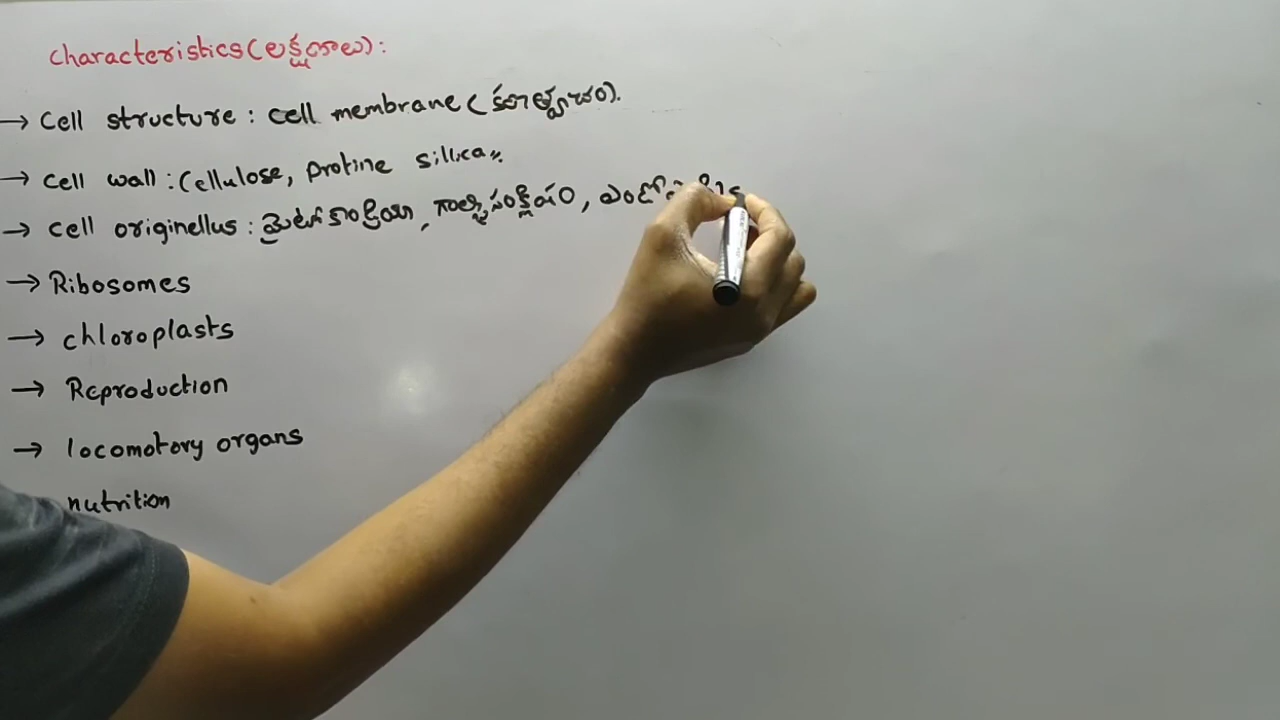 characteristics (లక్షణాలు):
→ Cell structure : cell membrane ( కణత్వచం).
→ cell wall : Cellulose, protine sillica,,
→ cell originellus : మైటోకాండ్రియా, గాల్జి సంక్లిష్టం,
→ Ribosomes
→ chloroplasts
→ Reproduction
→ locomotory organs
nutrition